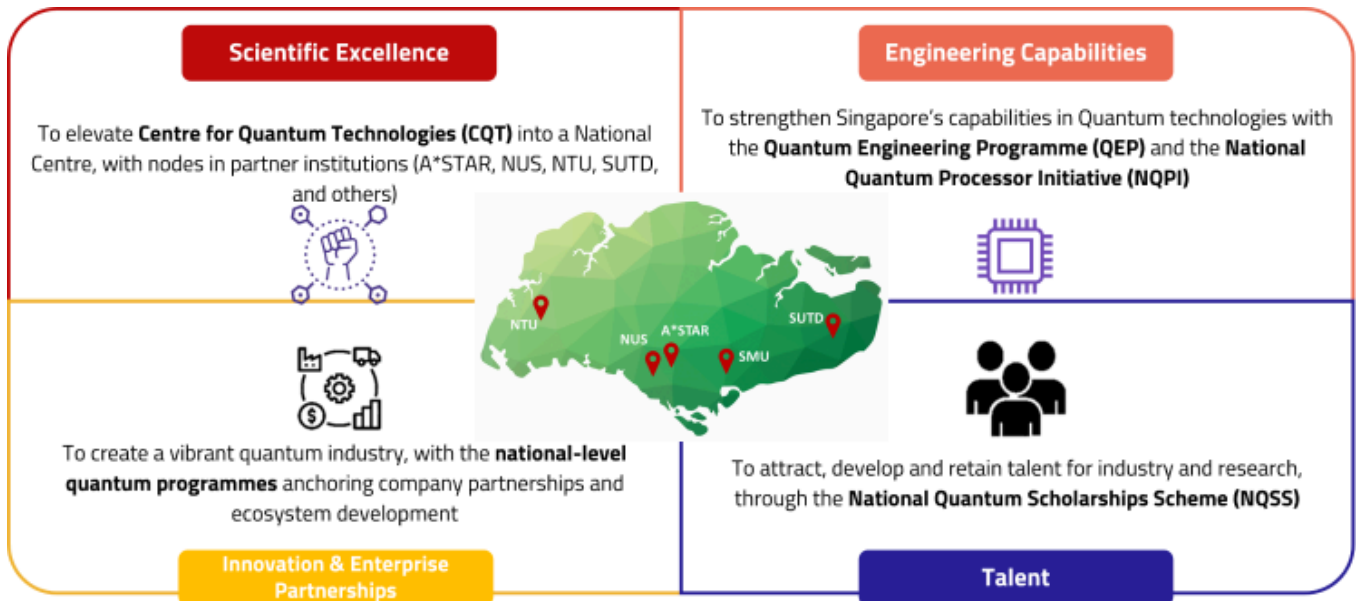 Scientific Excellence
To elevate Centre for Quantum Technologies (CQT) into a National
Centre, with nodes in partner institutions (A*STAR, NUS, NTU, SUTD,
and others)
Engineering Capabilities
To strengthen Singapore's capabilities in Quantum technologies with
the Quantum Engineering Programme (QEP) and the National
Quantum Processor Initiative (NQPI)
NTU
NUS
A*STAR
SMU
SUTD
To create a vibrant quantum industry, with the national-level
quantum programmes anchoring company partnerships and
ecosystem development
Innovation & Enterprise
Partnerships
To attract, develop and retain talent for industry and research,
through the National Quantum Scholarships Scheme (NQSS)
Talent